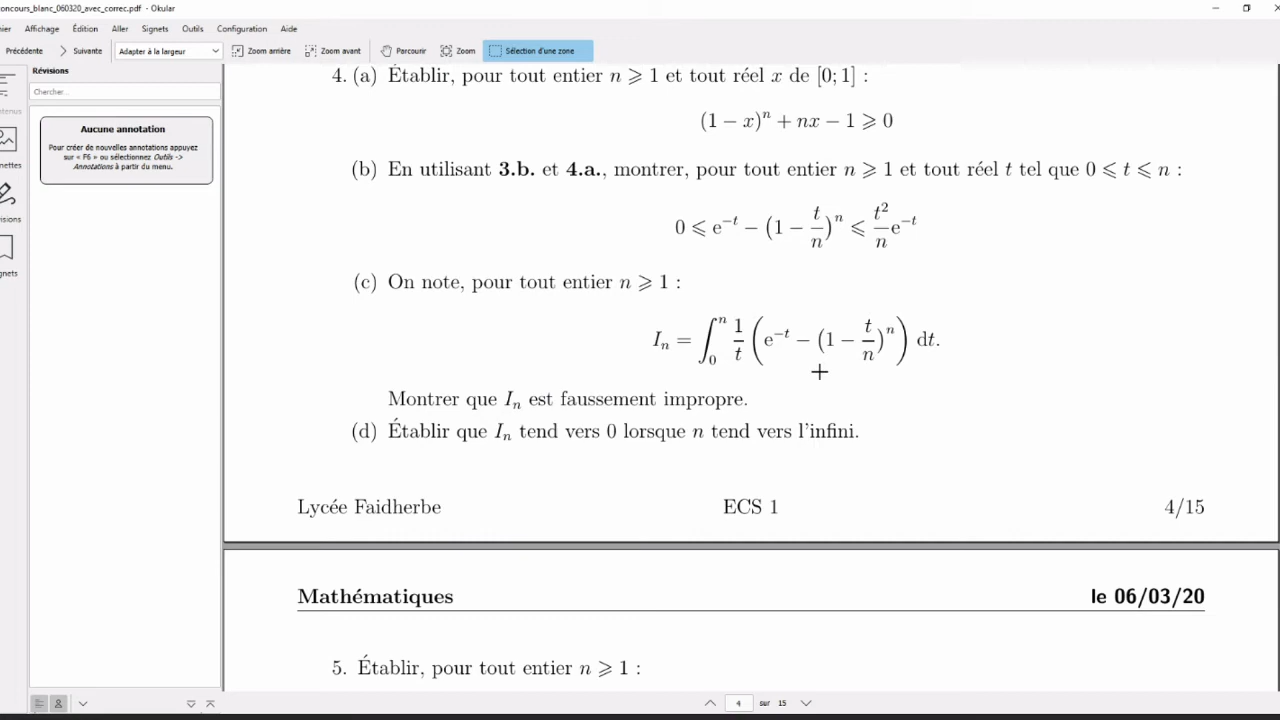 concours_blanc_060320_avec_correc.pdf - Okular
Affichage Édition Aller Signets Outils Configuration Aide
Précédente Suivante Adapter à la largeur Zoom arrière Zoom avant Parcourir Zoom Sélection d'une zone
Révisions
Chercher...
Aucune annotation
Pour créer de nouvelles annotations appuyez
sur « F6 » ou sélectionnez Outils ->
Annotations à partir du menu.
4. (a) Établir, pour tout entier n ⩾ 1 et tout réel x de [0; 1] :
(1 − x)^n + nx − 1 ⩾ 0
(b) En utilisant 3.b. et 4.a., montrer, pour tout entier n ⩾ 1 et tout réel t tel que 0 ⩽ t ⩽ n :
0 ⩽ e^{−t} − (1 − t/n)^n ⩽ t²/n e^{−t}
(c) On note, pour tout entier n ⩾ 1 :
I_n = ∫_0^n 1/t (e^{−t} − (1 − t/n)^n) dt.
Montrer que I_n est faussement impropre.
(d) Établir que I_n tend vers 0 lorsque n tend vers l'infini.
Lycée Faidherbe ECS 1 4/15
Mathématiques le 06/03/20
5. Établir, pour tout entier n ⩾ 1 :
4 sur 15